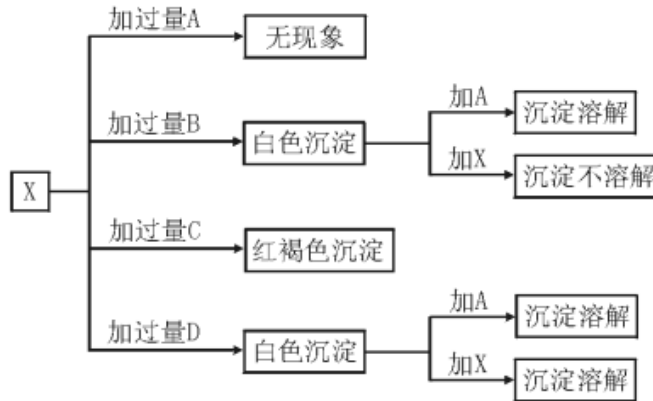 加过量A
无现象
加过量B
白色沉淀
加A
沉淀溶解
加X
沉淀不溶解
X
加过量C
红褐色沉淀
加过量D
白色沉淀
加A
沉淀溶解
加X
沉淀溶解